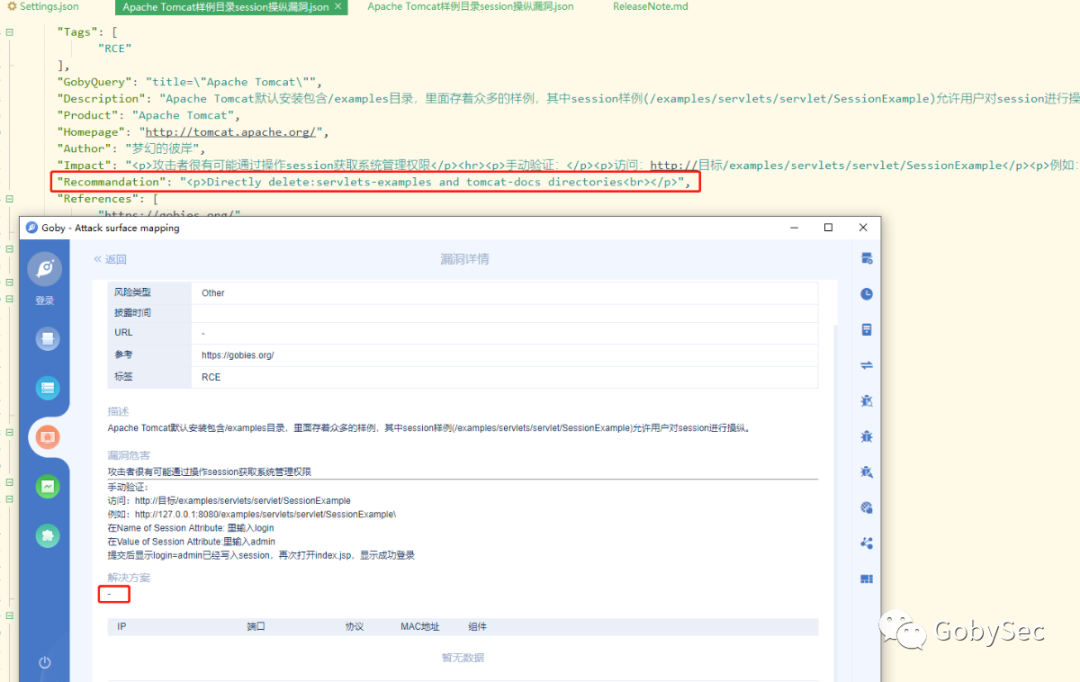 Settings.json
Apache Tomcat样例目录session操纵漏洞.json ×
Apache Tomcat样例目录session操纵漏洞.json
ReleaseNote.md
"Tags": [
"RCE"
],
"GobyQuery": "title=\"Apache Tomcat\"",
"Description": "Apache Tomcat默认安装包含/examples目录，里面存着众多的样例，其中session样例(/examples/servlets/servlet/SessionExample)允许用户对session进行操
"Product": "Apache Tomcat",
"Homepage": "http://tomcat.apache.org/",
"Author": "梦幻的彼岸",
"Impact": "<p>攻击者很有可能通过操作session获取系统管理权限</p><hr><p>手动验证：</p><p>访问：http://目标/examples/servlets/servlet/SessionExample</p><p>例如：
"Recommandation": "<p>Directly delete:servlets-examples and tomcat-docs directories<br></p>",
"References": [
"https://gobies.org/"
Goby - Attack surface mapping
« 返回
漏洞详情
登录
风险类型 Other
披露时间
URL -
参考 https://gobies.org/
标签 RCE
描述
Apache Tomcat默认安装包含/examples目录，里面存着众多的样例，其中session样例(/examples/servlets/servlet/SessionExample)允许用户对session进行操纵。
漏洞危害
攻击者很有可能通过操作session获取系统管理权限
手动验证：
访问：http://目标/examples/servlets/servlet/SessionExample
例如：http://127.0.0.1:8080/examples/servlets/servlet/SessionExample\
在Name of Session Attribute: 里输入login
在Value of Session Attribute:里输入admin
提交后显示login=admin已经写入session，再次打开index.jsp，显示成功登录
解决方案
-
IP 端口 协议 MAC地址 组件
暂无数据
GobySec